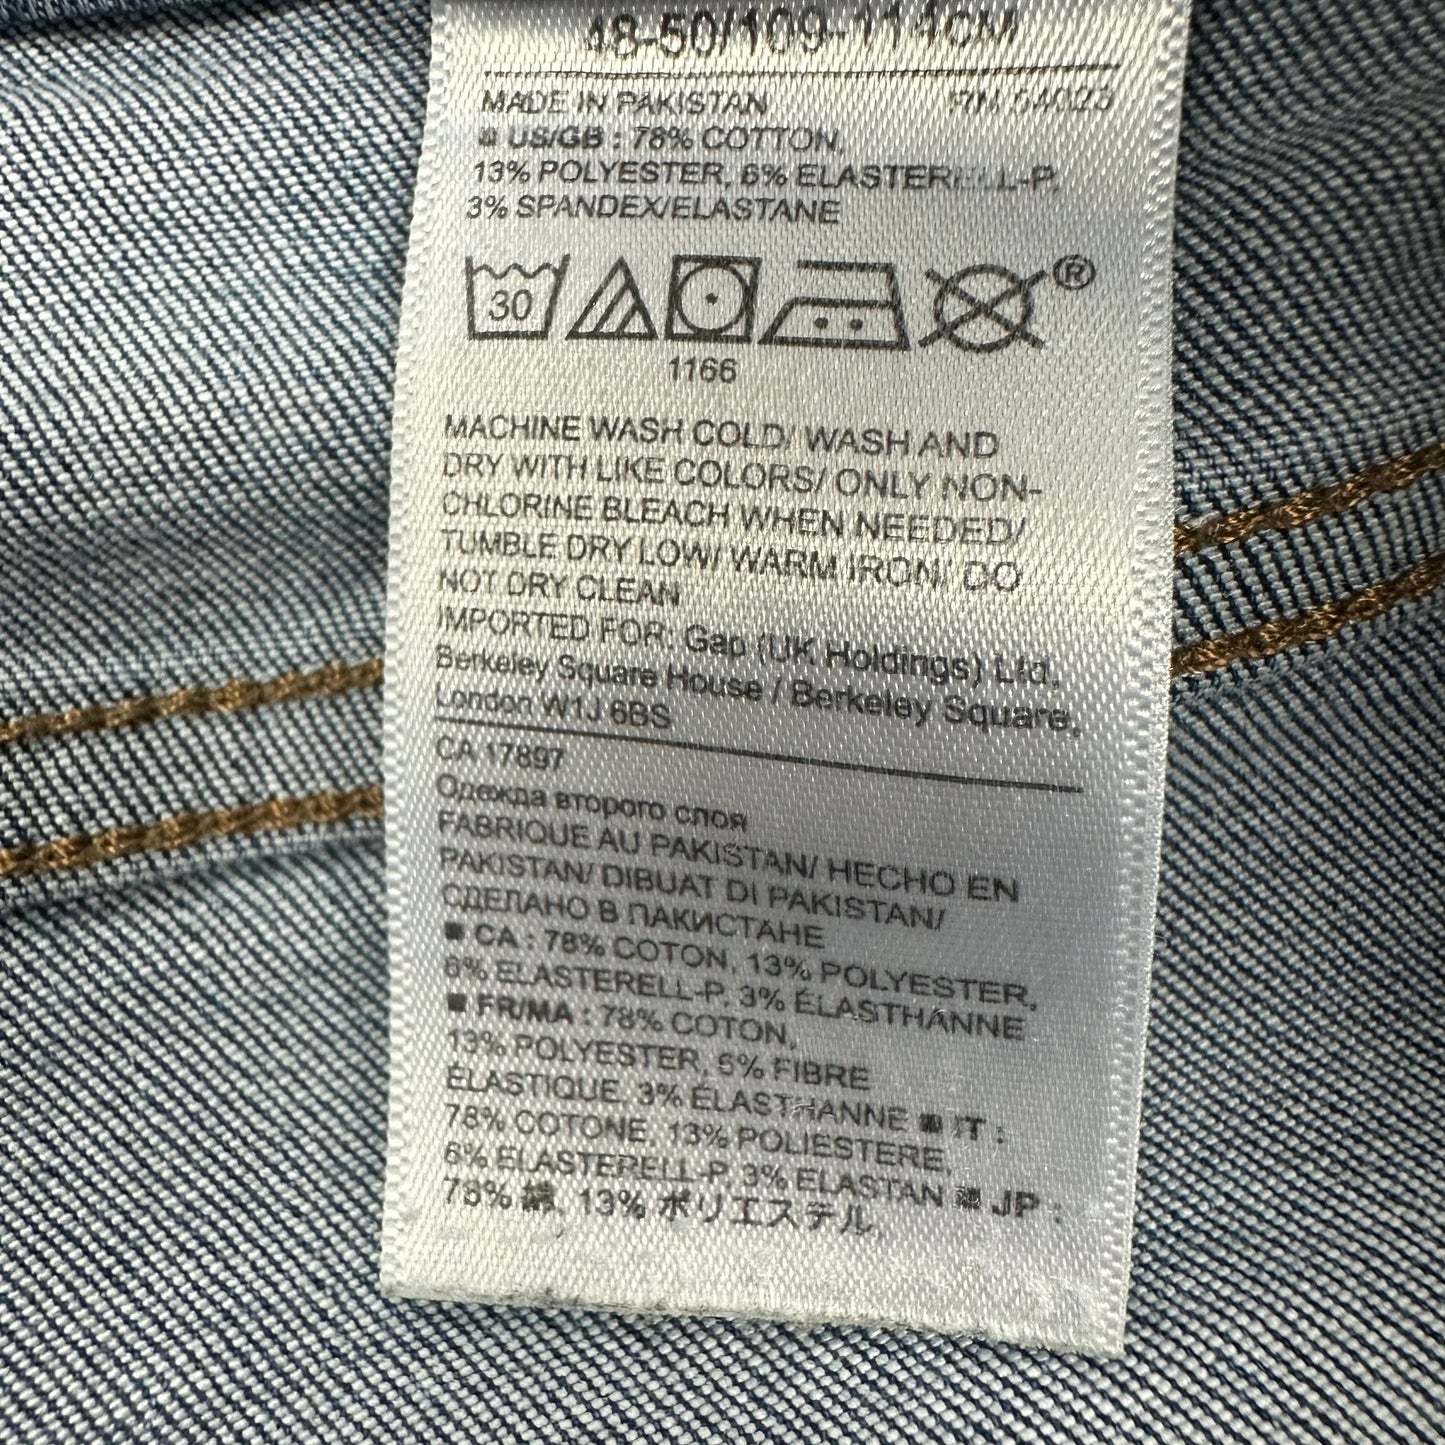 48-50/109-114CM
MADE IN PAKISTAN RN 54023
US/GB : 78% COTTON,
13% POLYESTER, 6% ELASTERELL-P,
3% SPANDEX/ELASTANE
30 ®
1166
MACHINE WASH COLD/ WASH AND
DRY WITH LIKE COLORS/ ONLY NON-
CHLORINE BLEACH WHEN NEEDED/
TUMBLE DRY LOW/ WARM IRON/ DO
NOT DRY CLEAN
IMPORTED FOR: Gap (UK Holdings) Ltd,
Berkeley Square House / Berkeley Square,
London W1J 6BS
CA 17897
Одежда второго слоя
FABRIQUE AU PAKISTAN/ HECHO EN
PAKISTAN/ DIBUAT DI PAKISTAN/
СДЕЛАНО В ПАКИСТАНЕ
CA : 78% COTON, 13% POLYESTER,
6% ELASTERELL-P, 3% ÉLASTHANNE
FR/MA : 78% COTON,
13% POLYESTER, 6% FIBRE
ÉLASTIQUE, 3% ÉLASTHANNE IT :
78% COTONE, 13% POLIESTERE,
6% ELASTERELL-P, 3% ELASTAN JP :
78% 綿, 13% ポリエステル,